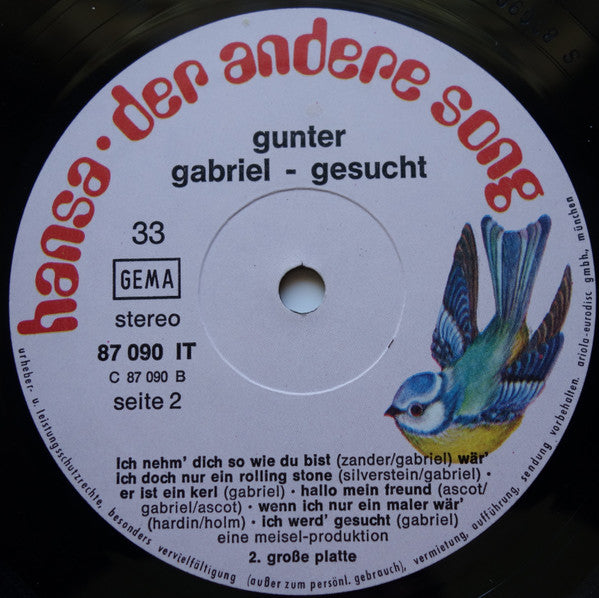 hansa · der andere song
gunter
gabriel - gesucht
33
GEMA
stereo
87 090 IT
C 87 090 B
seite 2
Ich nehm' dich so wie du bist (zander/gabriel) wär'
ich doch nur ein rolling stone (silverstein/gabriel) ·
er ist ein kerl (gabriel) · hallo mein freund (ascot/
gabriel/ascot) · wenn ich nur ein maler wär'
(hardin/holm) · ich werd' gesucht (gabriel)
eine meisel-produktion
2. große platte
urheber- u. leistungsschutzrechte, besonders vervielfältigung (außer zum persönl. gebrauch), vermietung, aufführung, sendung vorbehalten. ariola-eurodisc gmbh., münchen